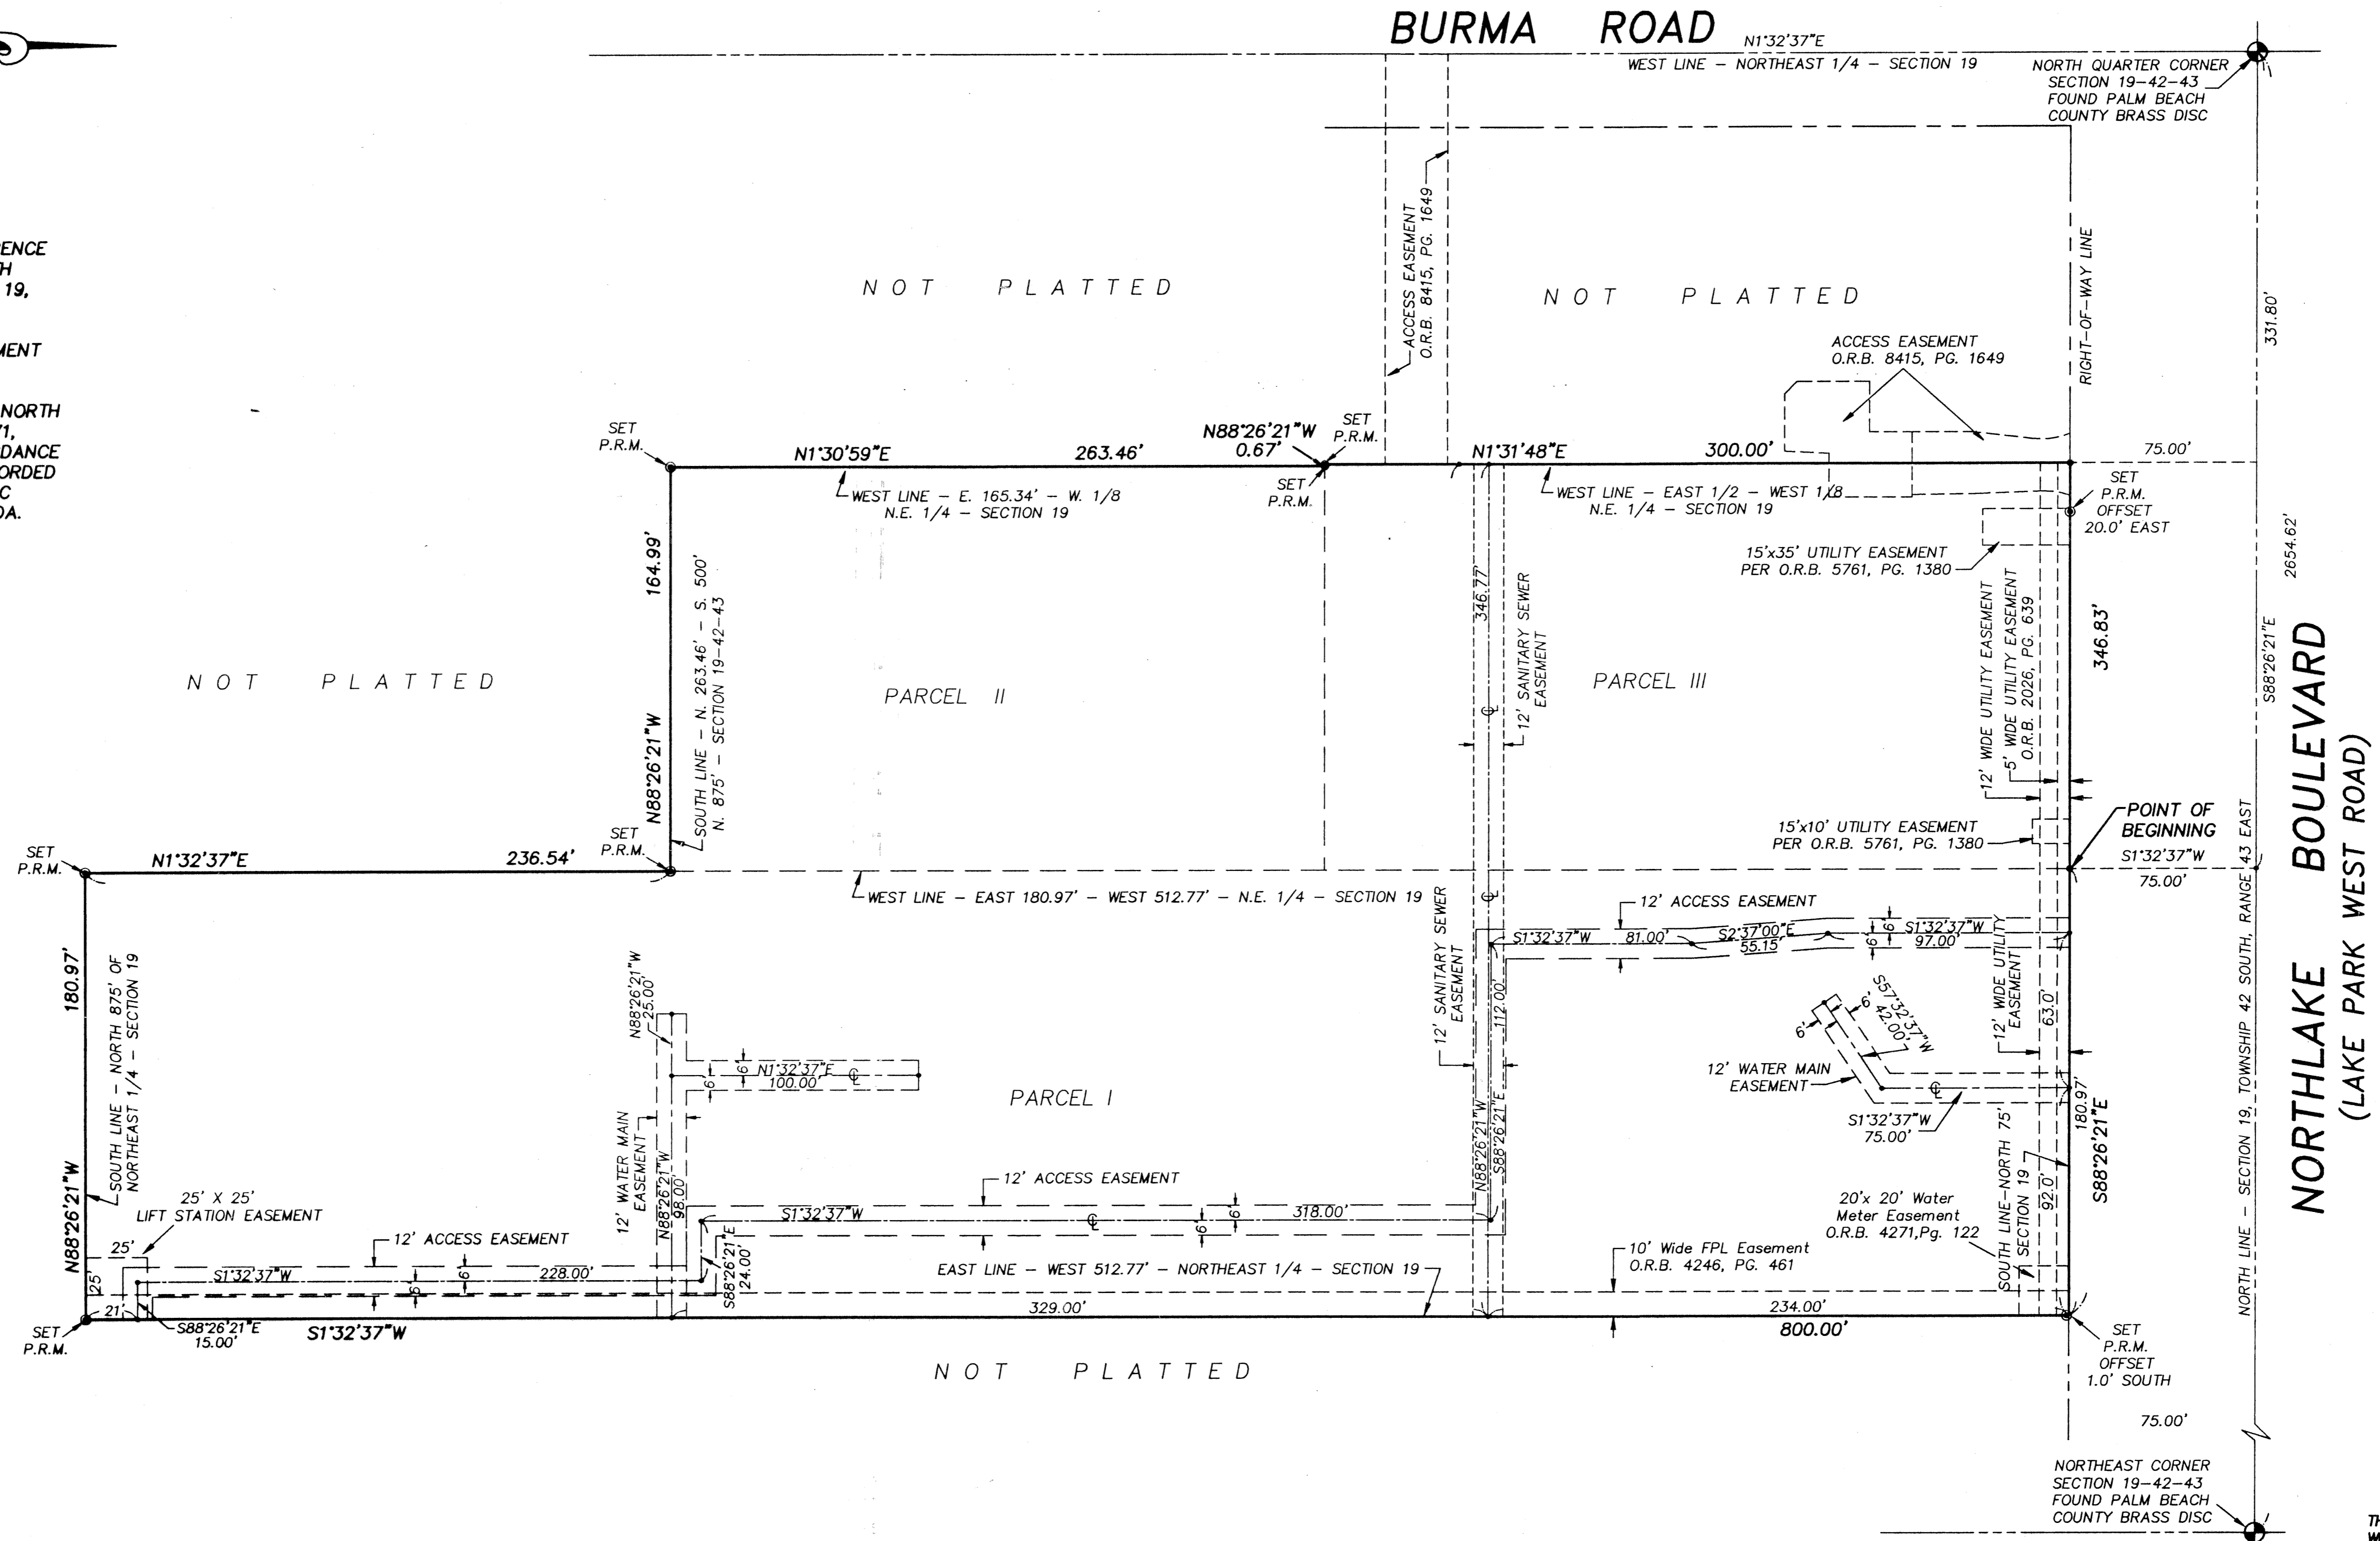 BURMA ROAD
N1°32'37"E
WEST LINE – NORTHEAST 1/4 – SECTION 19
NORTH QUARTER CORNER
SECTION 19–42–43
FOUND PALM BEACH
COUNTY BRASS DISC
ENCE
H
19,
MENT
NORTH
71,
DANCE
ORDED
C
DA.
NOT PLATTED
NOT PLATTED
ACCESS EASEMENT
O.R.B. 8415, PG. 1649
ACCESS EASEMENT
O.R.B. 8415, PG. 1649
RIGHT–OF–WAY LINE
331.80'
SET
P.R.M.
N1°30'59"E
263.46'
N88°26'21"W
0.67'
SET
P.R.M.
SET
P.R.M.
N1°31'48"E
300.00'
75.00'
WEST LINE – E. 165.34' – W. 1/8
N.E. 1/4 – SECTION 19
WEST LINE – EAST 1/2 – WEST 1/8
N.E. 1/4 – SECTION 19
SET
P.R.M.
OFFSET
20.0' EAST
15'x35' UTILITY EASEMENT
PER O.R.B. 5761, PG. 1380
2654.62'
S88°26'21"E
164.99'
N88°26'21"W
SOUTH LINE – N. 263.46' – S. 500'
N. 875' – SECTION 19–42–43
346.77'
12' SANITARY SEWER
EASEMENT
12' WIDE UTILITY EASEMENT
5' WIDE UTILITY EASEMENT
O.R.B. 2026, PG. 639
346.83'
NOT PLATTED
PARCEL II
PARCEL III
NORTHLAKE BOULEVARD
(LAKE PARK WEST ROAD)
POINT OF
BEGINNING
15'x10' UTILITY EASEMENT
PER O.R.B. 5761, PG. 1380
S1°32'37"W
75.00'
SET
P.R.M.
N1°32'37"E
236.54'
SET
P.R.M.
WEST LINE – EAST 180.97' – WEST 512.77' – N.E. 1/4 – SECTION 19
12' ACCESS EASEMENT
S1°32'37"W
81.00'
S2°37'00"E
55.15'
6'
6'
S1°32'37"W
97.00'
180.97'
N88°26'21"W
SOUTH LINE – NORTH 875' OF
NORTHEAST 1/4 – SECTION 19
12' SANITARY SEWER
EASEMENT
112.00'
N88°26'21"W
S88°26'21"E
12' WIDE UTILITY
EASEMENT
63.0'
N88°26'21"W
25.00'
6'
6'
N1°32'37"E
100.00'
℄
S57°32'37"W
42.00'
6'
6'
12' WATER MAIN
EASEMENT
℄
S1°32'37"W
75.00'
PARCEL I
12' WATER MAIN
EASEMENT
N88°26'21"W
98.00'
180.97'
S88°26'21"E
92.0'
SOUTH LINE–NORTH 75'
SECTION 19
NORTH LINE – SECTION 19, TOWNSHIP 42 SOUTH, RANGE 43 EAST
12' ACCESS EASEMENT
S1°32'37"W
℄
6'
6'
318.00'
20'x 20' Water
Meter Easement
O.R.B. 4271,Pg. 122
25' X 25'
LIFT STATION EASEMENT
25'
25'
12' ACCESS EASEMENT
S1°32'37"W
6'
6'
228.00'
S88°26'21"E
24.00'
EAST LINE – WEST 512.77' – NORTHEAST 1/4 – SECTION 19
10' Wide FPL Easement
O.R.B. 4246, PG. 461
21'
S88°26'21"E
15.00'
SET
P.R.M.
S1°32'37"W
329.00'
234.00'
800.00'
SET
P.R.M.
OFFSET
1.0' SOUTH
NOT PLATTED
75.00'
NORTHEAST CORNER
SECTION 19–42–43
FOUND PALM BEACH
COUNTY BRASS DISC
TH